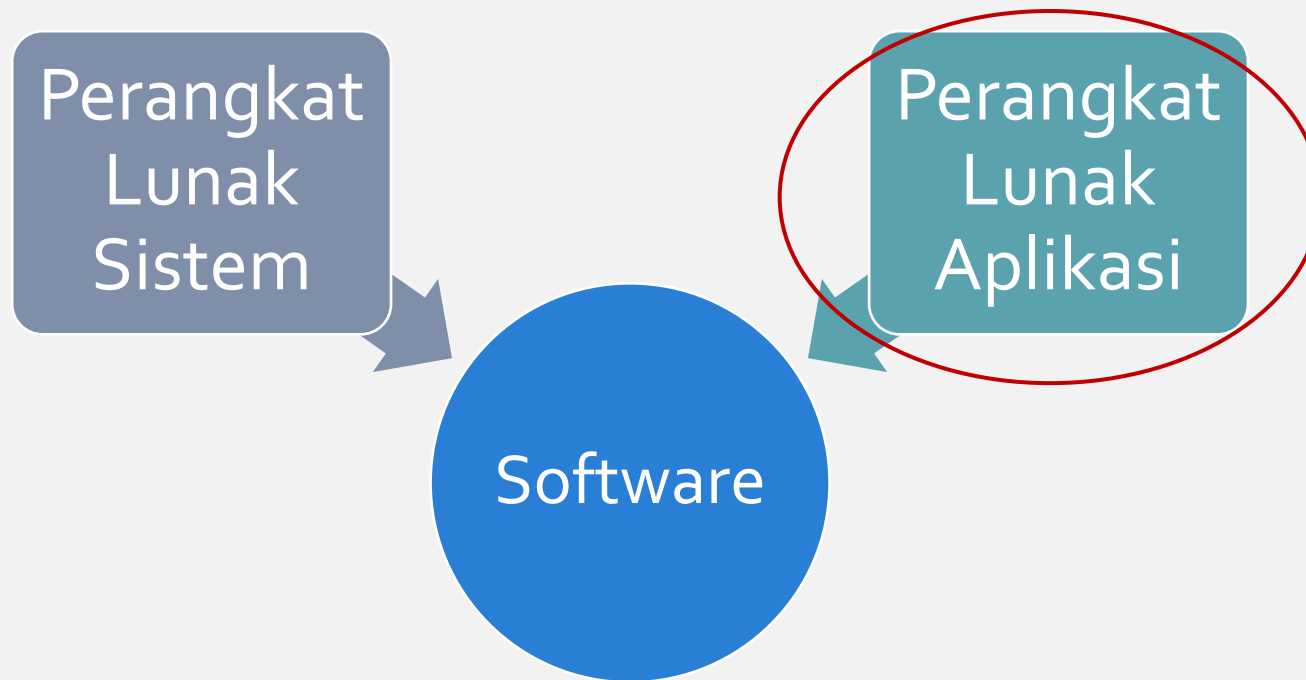 Perangkat
Lunak
Sistem
Perangkat
Lunak
Aplikasi
Software